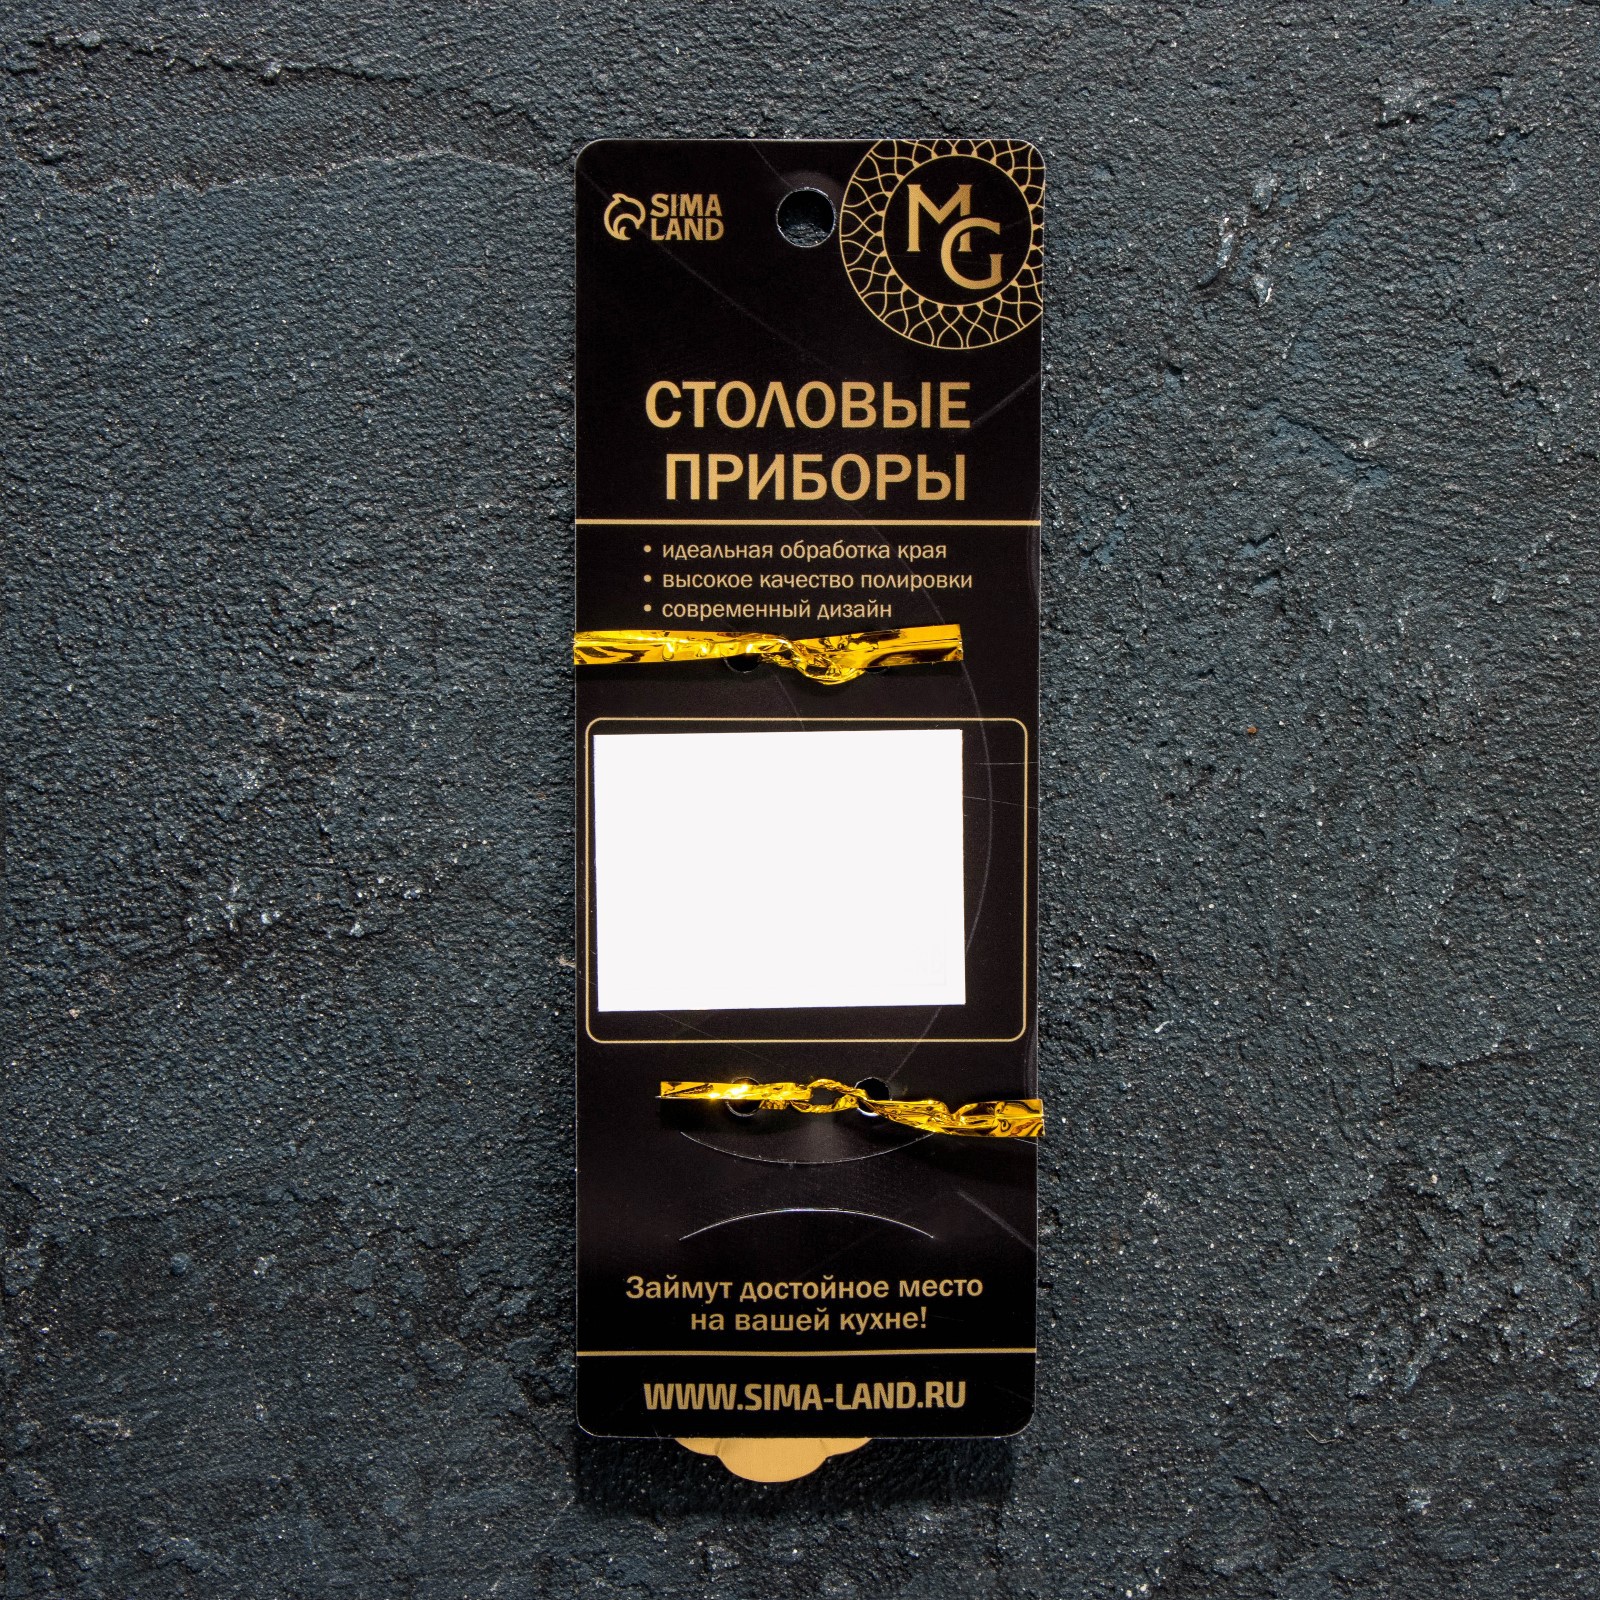 SIMA
LAND
MG
СТОЛОВЫЕ
ПРИБОРЫ
• идеальная обработка края
• высокое качество полировки
• современный дизайн
Займут достойное место
на вашей кухне!
WWW.SIMA-LAND.RU